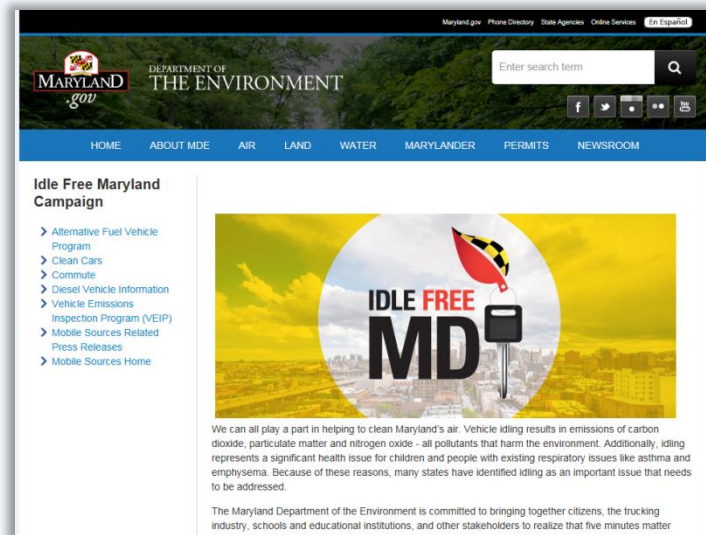 Maryland.gov Phone Directory State Agencies Online Services En Español
MARYLAND
.gov
DEPARTMENT OF
THE ENVIRONMENT
Enter search term
HOME ABOUT MDE AIR LAND WATER MARYLANDER PERMITS NEWSROOM
Idle Free Maryland
Campaign
Alternative Fuel Vehicle
Program
Clean Cars
Commute
Diesel Vehicle Information
Vehicle Emissions
Inspection Program (VEIP)
Mobile Sources Related
Press Releases
Mobile Sources Home
IDLE FREE
MD
We can all play a part in helping to clean Maryland's air. Vehicle idling results in emissions of carbon
dioxide, particulate matter and nitrogen oxide - all pollutants that harm the environment. Additionally, idling
represents a significant health issue for children and people with existing respiratory issues like asthma and
emphysema. Because of these reasons, many states have identified idling as an important issue that needs
to be addressed.
The Maryland Department of the Environment is committed to bringing together citizens, the trucking
industry, schools and educational institutions, and other stakeholders to realize that five minutes matter